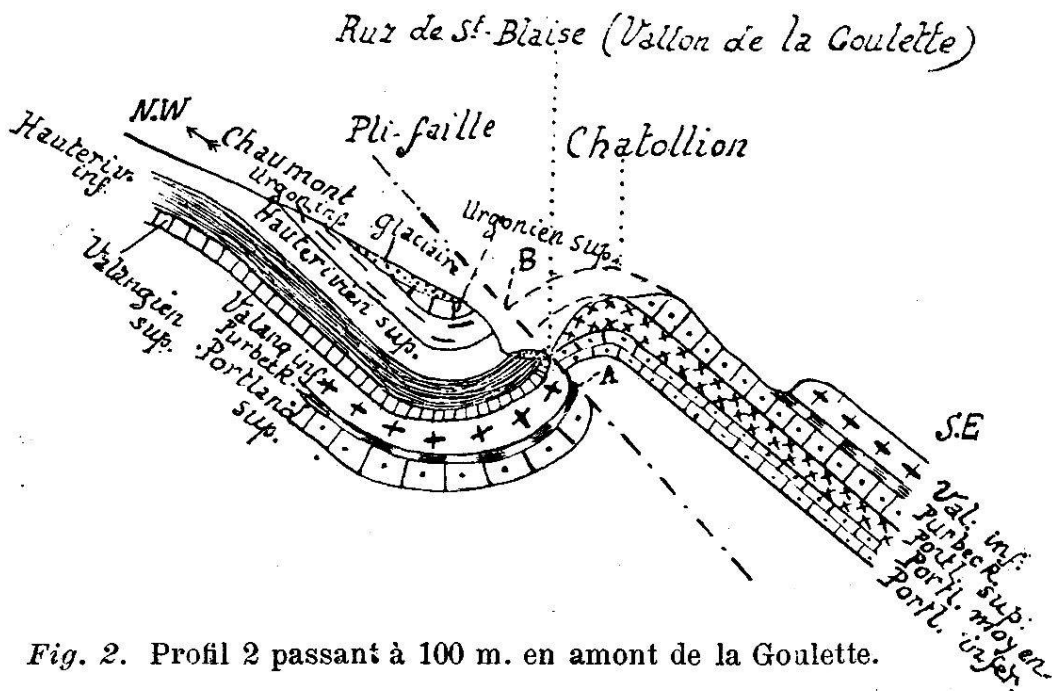 Ruz de St-Blaise (Vallon de la Goulette)
N.W
Pli-faille
Chatollion
Hauteriv.
inf.
Chaumont
Urgon. inf.
Hauterivien sup.
Glaciaire
Urgonien sup.
B
A
Valangien
sup.
Valang. inf.
Purbeck.
Portland
sup.
S.E
Val. inf.
Purbeck.
Portl. sup.
Portl. moyen.
Portl. infér.
Fig. 2. Profil 2 passant à 100 m. en amont de la Goulette.